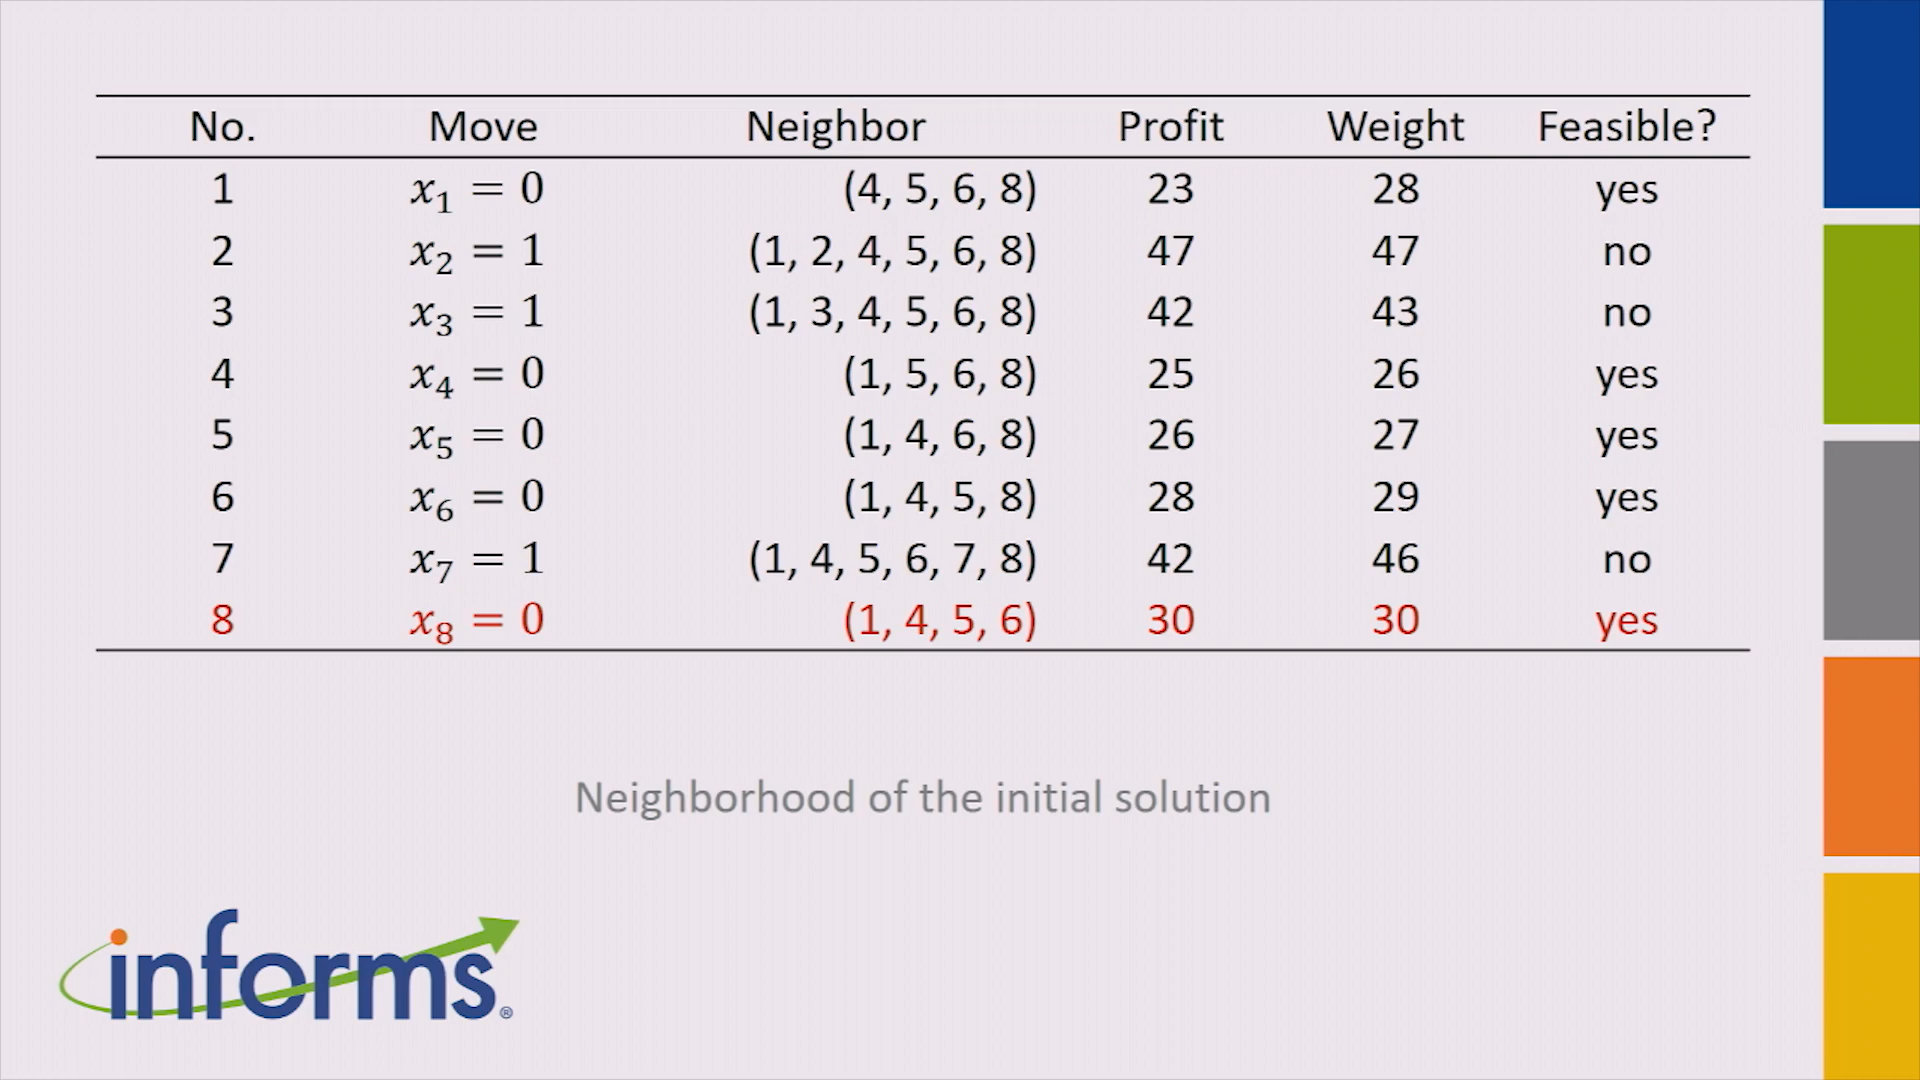 No. Move Neighbor Profit Weight Feasible?
1 x₁ = 0 (4, 5, 6, 8) 23 28 yes
2 x₂ = 1 (1, 2, 4, 5, 6, 8) 47 47 no
3 x₃ = 1 (1, 3, 4, 5, 6, 8) 42 43 no
4 x₄ = 0 (1, 5, 6, 8) 25 26 yes
5 x₅ = 0 (1, 4, 6, 8) 26 27 yes
6 x₆ = 0 (1, 4, 5, 8) 28 29 yes
7 x₇ = 1 (1, 4, 5, 6, 7, 8) 42 46 no
8 x₈ = 0 (1, 4, 5, 6) 30 30 yes
Neighborhood of the initial solution
informs®